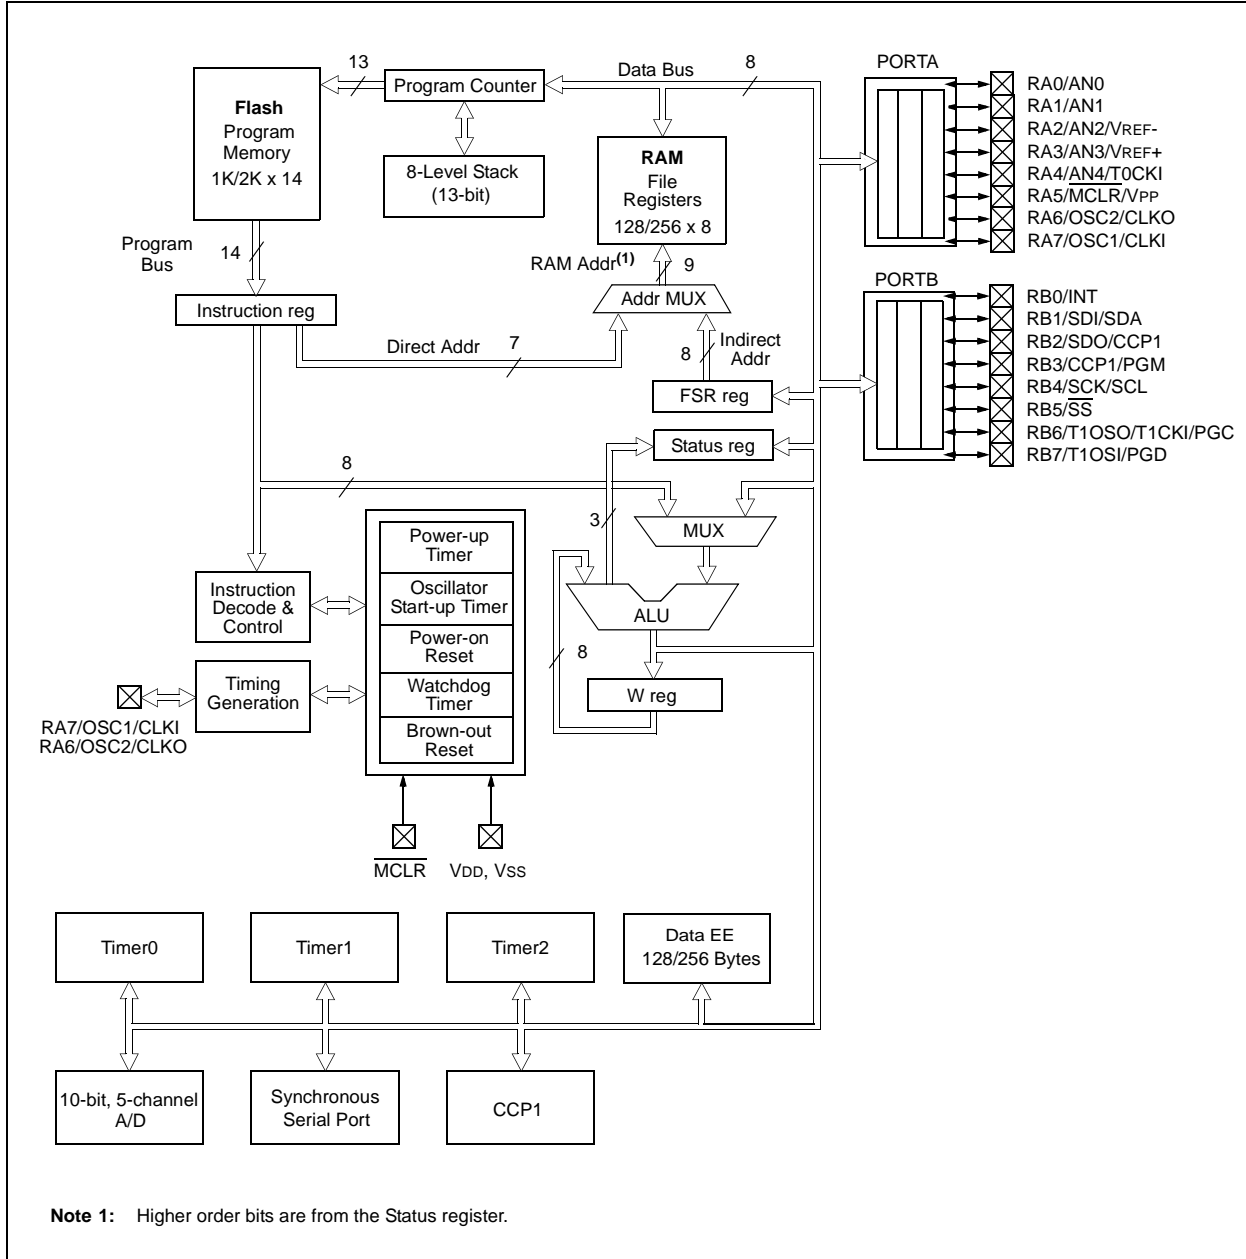 13
Data Bus
8
PORTA
Program Counter
Flash
Program
Memory
1K/2K x 14
8-Level Stack
(13-bit)
RAM
File
Registers
128/256 x 8
RA0/AN0
RA1/AN1
RA2/AN2/VREF-
RA3/AN3/VREF+
RA4/AN4/T0CKI
RA5/MCLR/VPP
RA6/OSC2/CLKO
RA7/OSC1/CLKI
Program
Bus
14
RAM Addr(1)
9
PORTB
Instruction reg
Addr MUX
Direct Addr
7
8
Indirect
Addr
RB0/INT
RB1/SDI/SDA
RB2/SDO/CCP1
RB3/CCP1/PGM
RB4/SCK/SCL
RB5/SS
RB6/T1OSO/T1CKI/PGC
RB7/T1OSI/PGD
FSR reg
Status reg
8
3
MUX
Power-up
Timer
Oscillator
Start-up Timer
Power-on
Reset
Watchdog
Timer
Brown-out
Reset
Instruction
Decode &
Control
ALU
8
W reg
Timing
Generation
RA7/OSC1/CLKI
RA6/OSC2/CLKO
MCLR
VDD, VSS
Timer0
Timer1
Timer2
Data EE
128/256 Bytes
10-bit, 5-channel
A/D
Synchronous
Serial Port
CCP1
Note 1: Higher order bits are from the Status register.